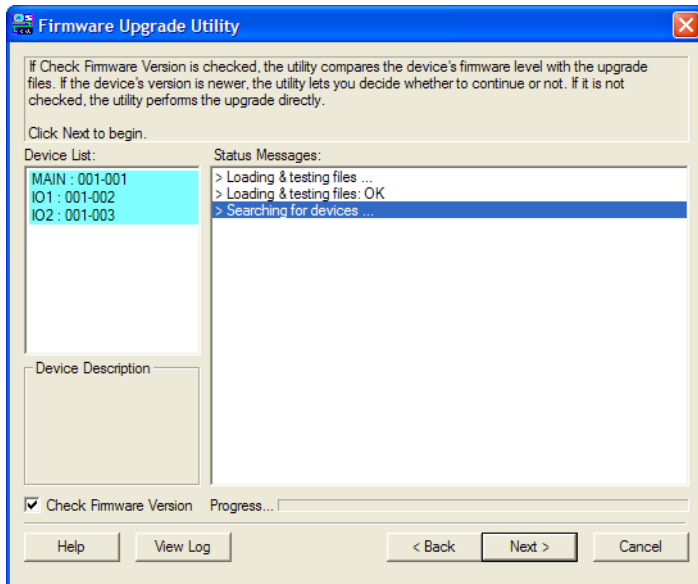 Firmware Upgrade Utility
If Check Firmware Version is checked, the utility compares the device's firmware level with the upgrade
files. If the device's version is newer, the utility lets you decide whether to continue or not. If it is not
checked, the utility performs the upgrade directly.
Click Next to begin.
Device List:
Status Messages:
MAIN : 001-001
IO1 : 001-002
IO2 : 001-003
> Loading & testing files ...
> Loading & testing files: OK
> Searching for devices ...
Device Description
Check Firmware Version
Progress...
Help
View Log
< Back
Next >
Cancel